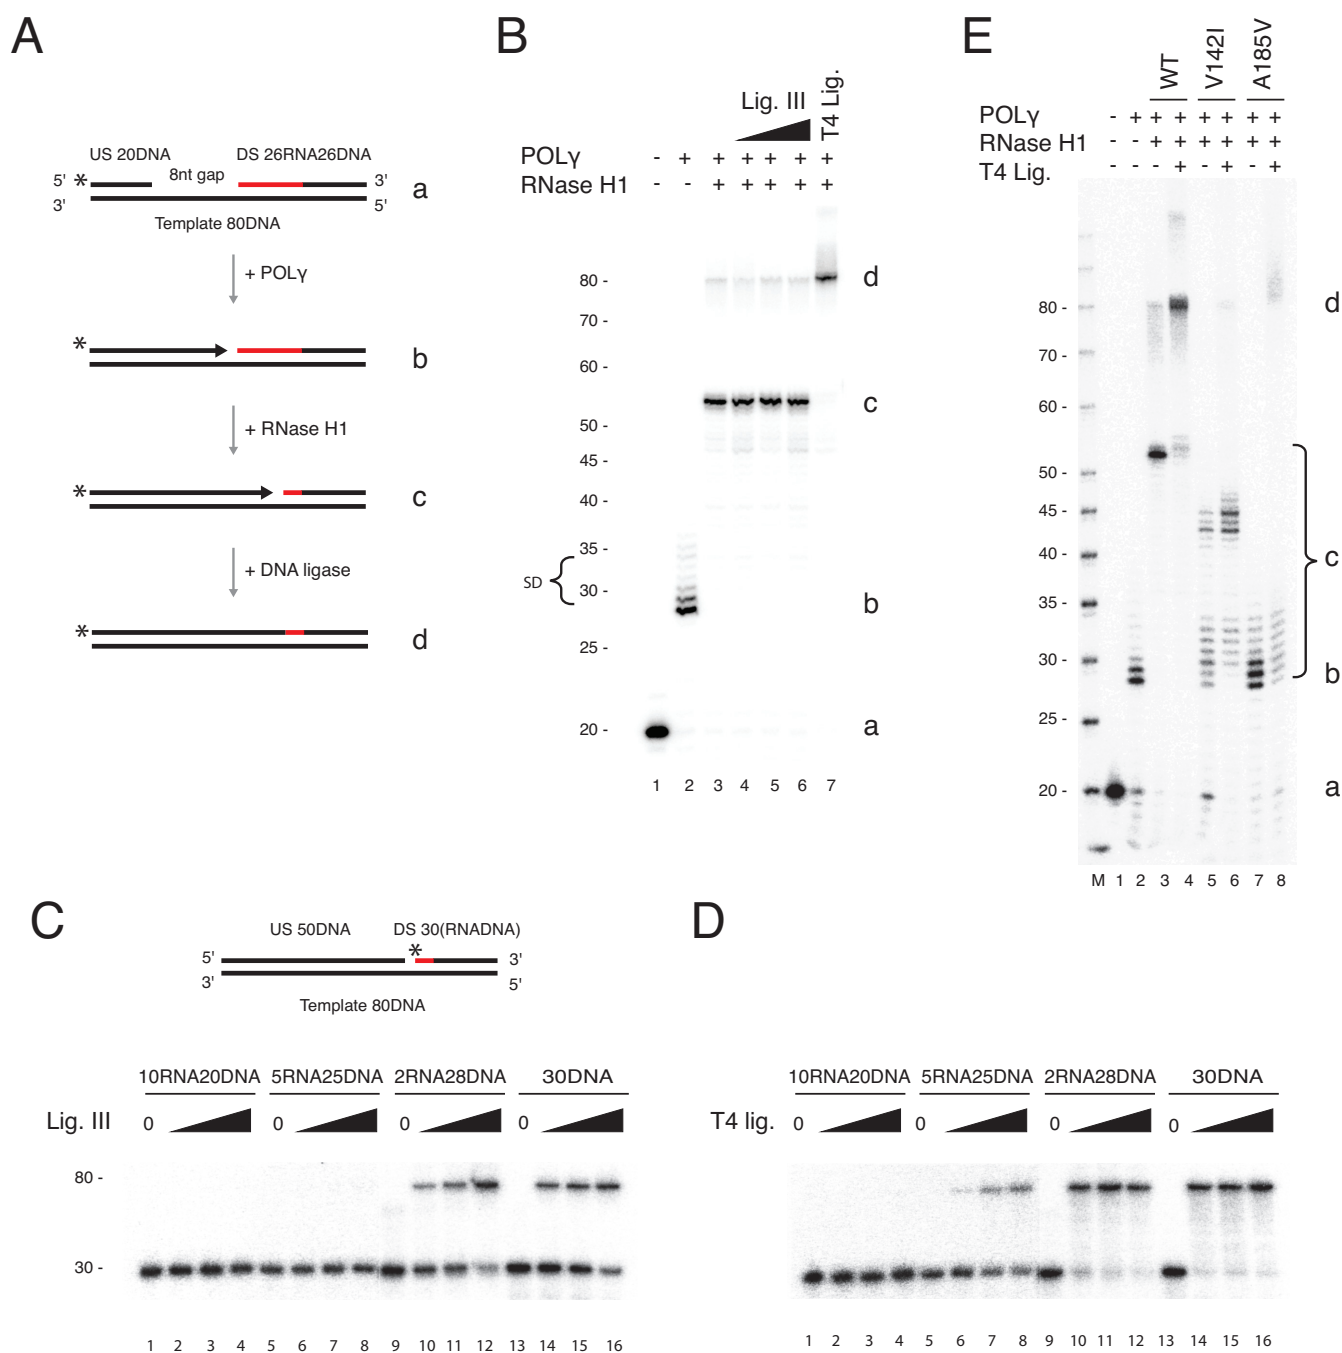 A
US 20DNA
DS 26RNA26DNA
8nt gap
5'
*
3'
a
3'
5'
Template 80DNA
+ POLγ
*
b
+ RNase H1
*
c
+ DNA ligase
*
d
B
Lig. III
T4 Lig.
POLγ
- + + + + + +
RNase H1
- - + + + + +
80 -
d
70 -
60 -
c
50 -
45 -
40 -
35 -
SD
30 -
b
25 -
20 -
a
1 2 3 4 5 6 7
E
WT
V142I
A185V
POLγ
- + + + + + + +
RNase H1
- - + + + + + +
T4 Lig.
- - - + - + - +
80 -
d
70 -
60 -
50 -
45 -
40 -
c
35 -
30 -
b
25 -
20 -
a
M 1 2 3 4 5 6 7 8
C
US 50DNA
DS 30(RNADNA)
*
5'
3'
3'
5'
Template 80DNA
10RNA20DNA 5RNA25DNA 2RNA28DNA 30DNA
Lig. III
0 0 0 0
80 -
30 -
1 2 3 4 5 6 7 8 9 10 11 12 13 14 15 16
D
10RNA20DNA 5RNA25DNA 2RNA28DNA 30DNA
T4 lig.
0 0 0 0
1 2 3 4 5 6 7 8 9 10 11 12 13 14 15 16